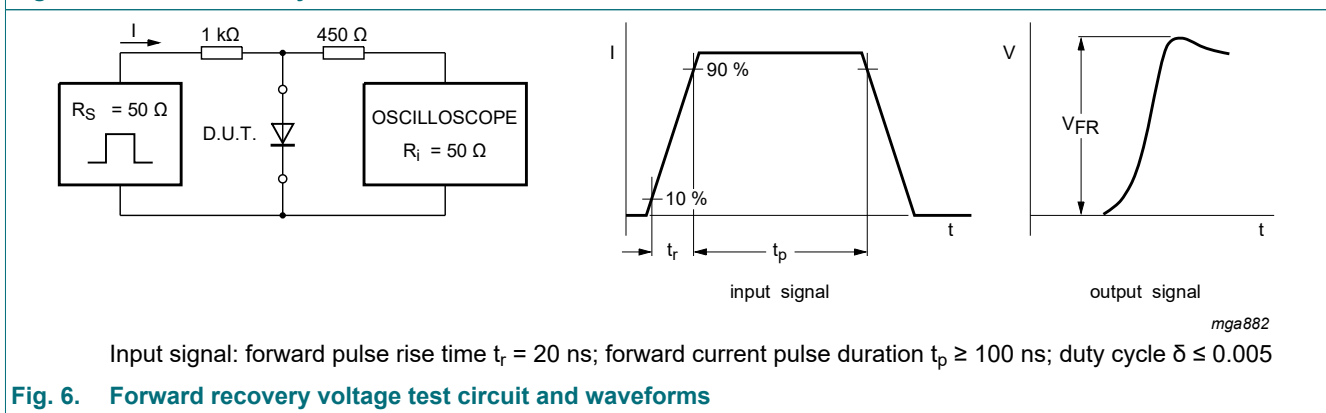 I
1 kΩ
450 Ω
R_S = 50 Ω
D.U.T.
OSCILLOSCOPE
R_i = 50 Ω
I
90 %
10 %
t
t_r
t_p
input signal
V
V_FR
t
output signal
mga882
Input signal: forward pulse rise time t_r = 20 ns; forward current pulse duration t_p ≥ 100 ns; duty cycle δ ≤ 0.005
Fig. 6. Forward recovery voltage test circuit and waveforms